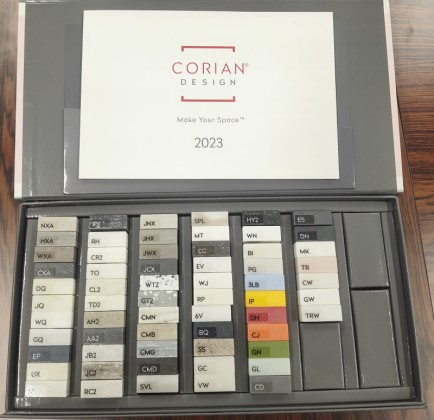 CORIAN®
DESIGN
Make Your Space™
2023
NXA
HXA
WXA
CXA
DQ
JQ
WQ
GQ
EP
UX
RH
CR2
TO
CL2
TD2
AH2
AA2
JB2
JC2
RC2
JNX
JHX
JWX
JCX
WTZ
GTZ
CMN
CMB
CMG
CMD
SVL
SPL
MT
CC
EV
WJ
RP
6V
BQ
SS
GC
VW
HY2
WN
BI
PG
3LB
IP
DH
CJ
GN
GL
CD
ES
DN
MK
TR
CW
GW
TRW